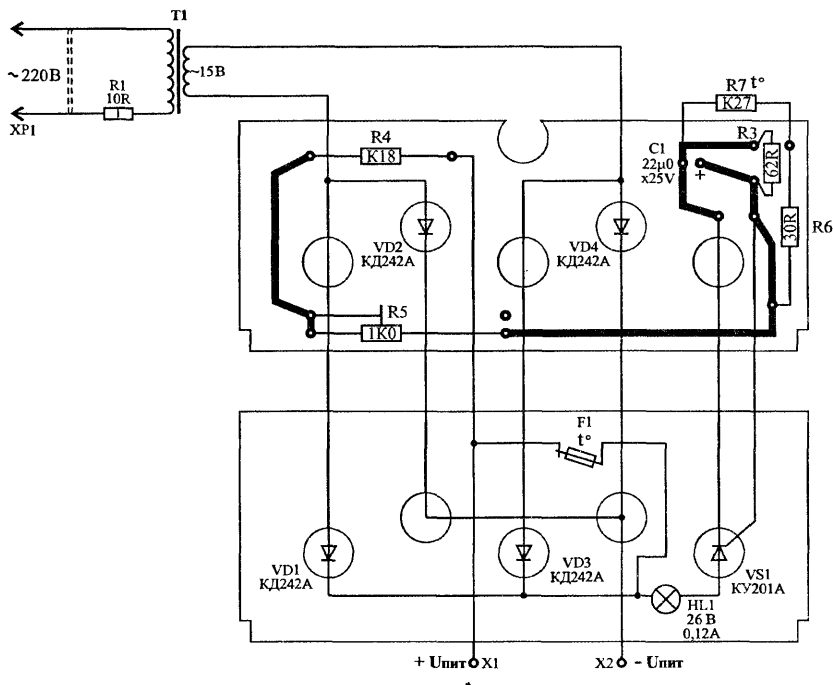 T1
~220В
R1
10R
~15В
XP1
R7 t°
K27
R4
K18
R3
C1
22µ0
x25V
+
62R
30R
R6
VD2
КД242А
VD4
КД242А
R5
1K0
F1
t°
VD1
КД242А
VD3
КД242А
VS1
КУ201А
HL1
26 В
0,12А
+ Uпит X1
X2 - Uпит